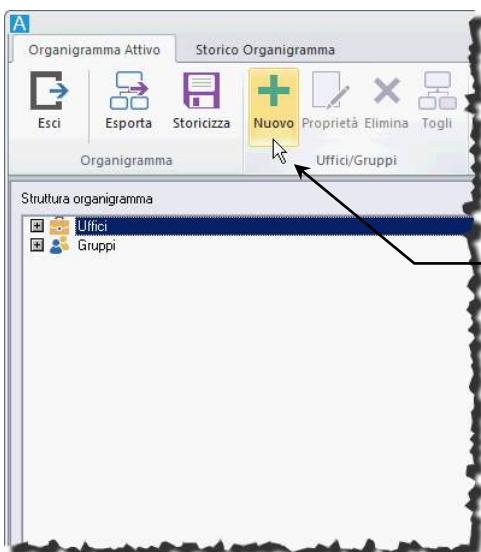 A
Organigramma Attivo Storico Organigramma
Esci Esporta Storicizza Nuovo Proprietà Elimina Togli
Organigramma Uffici/Gruppi
Struttura organigramma
Uffici
Gruppi